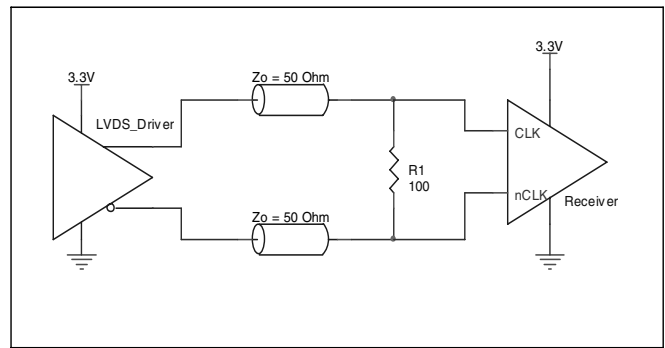 3.3V
LVDS_Driver
Zo = 50 Ohm
Zo = 50 Ohm
R1
100
3.3V
CLK
nCLK
Receiver